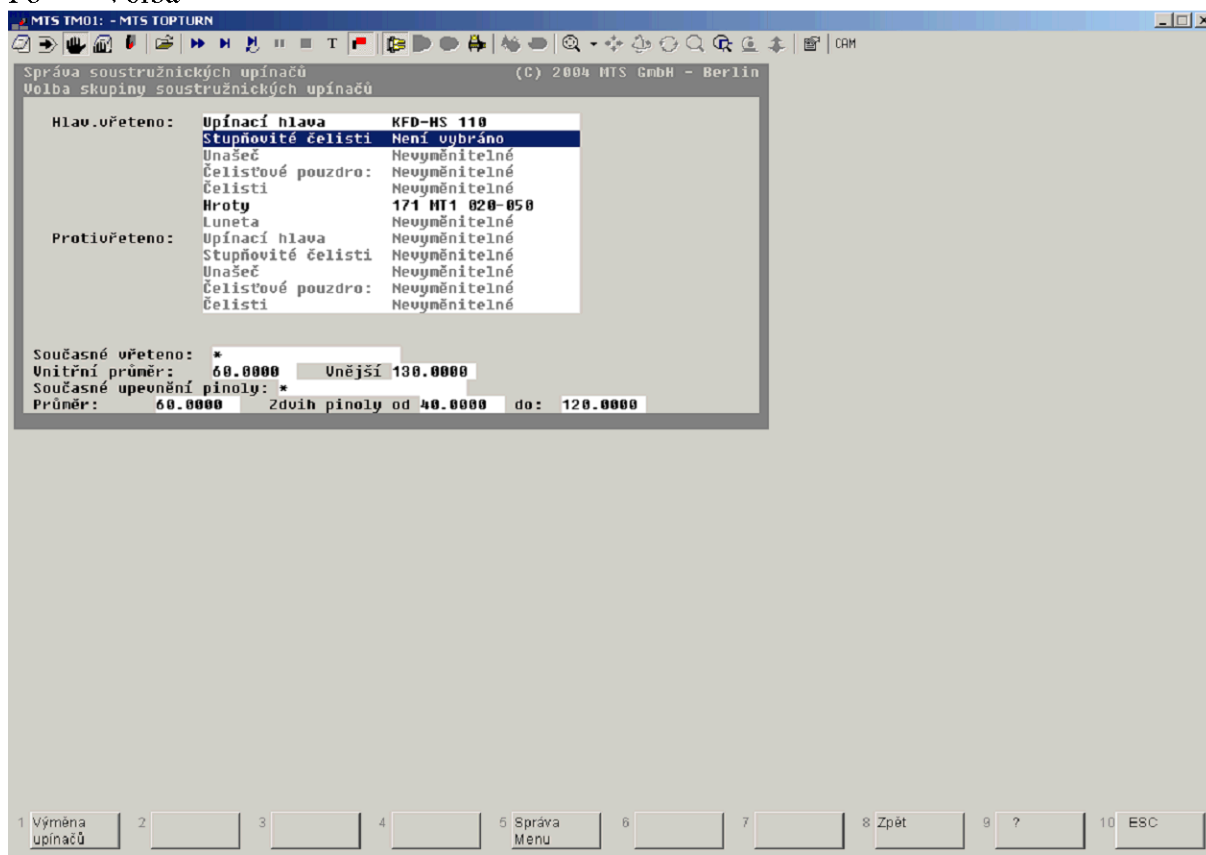 MTS TM01: - MTS TOPTURN
T CAM
Správa soustružnických upínačů (C) 2004 MTS GmbH - Berlin
Volba skupiny soustružnických upínačů
Hlav.vřeteno: Upínací hlava KFD-HS 110
Stupňovité čelisti Není vybráno
Unašeč Nevyměnitelné
Čelisťové pouzdro: Nevyměnitelné
Čelisti Nevyměnitelné
Hroty 171 MT1 020-050
Luneta Nevyměnitelné
Protivřeteno: Upínací hlava Nevyměnitelné
Stupňovité čelisti Nevyměnitelné
Unašeč Nevyměnitelné
Čelisťové pouzdro: Nevyměnitelné
Čelisti Nevyměnitelné
Současné vřeteno: *
Vnitřní průměr: 60.0000 Vnější 130.0000
Současné upevnění pinoly: *
Průměr: 60.0000 Zdvih pinoly od 40.0000 do: 120.0000
1 Výměna upínačů 2 3 4 5 Správa Menu 6 7 8 Zpět 9 ? 10 ESC